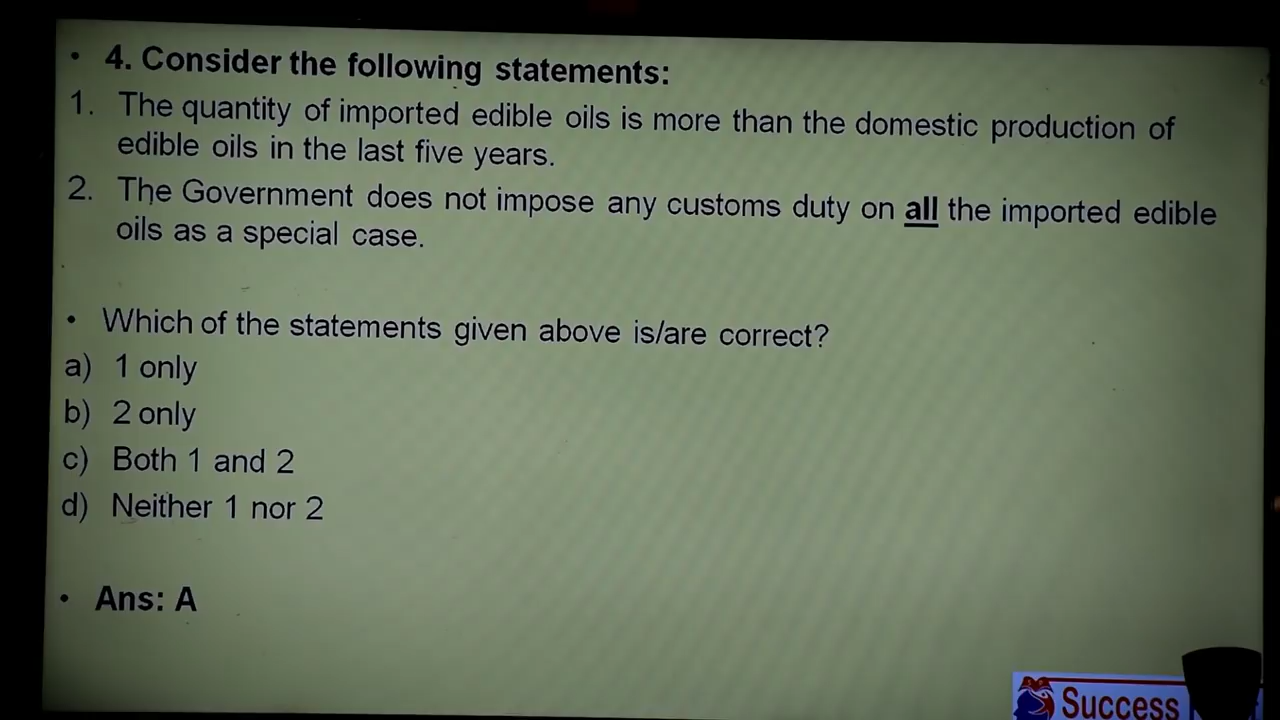 • 4. Consider the following statements:
1. The quantity of imported edible oils is more than the domestic production of
edible oils in the last five years.
2. The Government does not impose any customs duty on all the imported edible
oils as a special case.
• Which of the statements given above is/are correct?
a) 1 only
b) 2 only
c) Both 1 and 2
d) Neither 1 nor 2
• Ans: A
Success